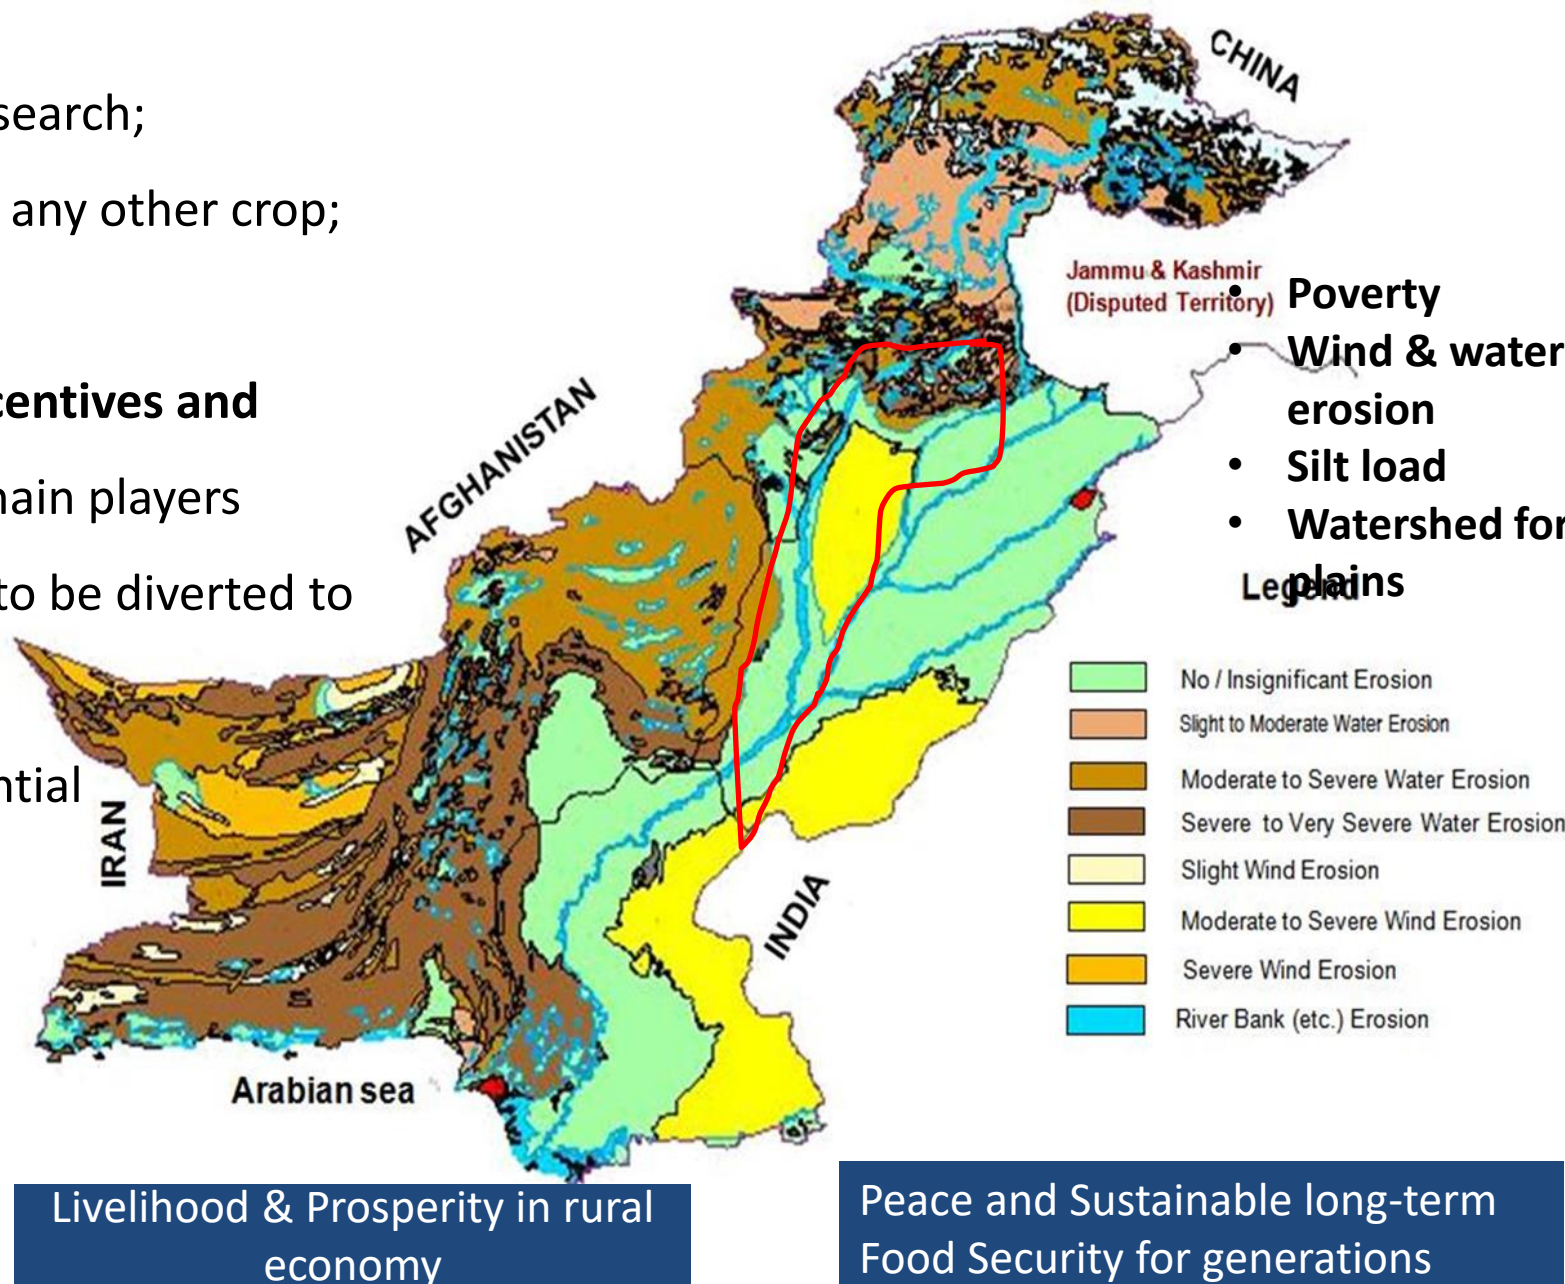 search;
any other crop;
centives and
nain players
to be diverted to
ntial
CHINA
Jammu & Kashmir
(Disputed Territory)
AFGHANISTAN
IRAN
INDIA
Arabian sea
• Poverty
• Wind & water
erosion
• Silt load
• Watershed for
plains
Legend
No / Insignificant Erosion
Slight to Moderate Water Erosion
Moderate to Severe Water Erosion
Severe to Very Severe Water Erosion
Slight Wind Erosion
Moderate to Severe Wind Erosion
Severe Wind Erosion
River Bank (etc.) Erosion
Livelihood & Prosperity in rural
economy
Peace and Sustainable long-term
Food Security for generations